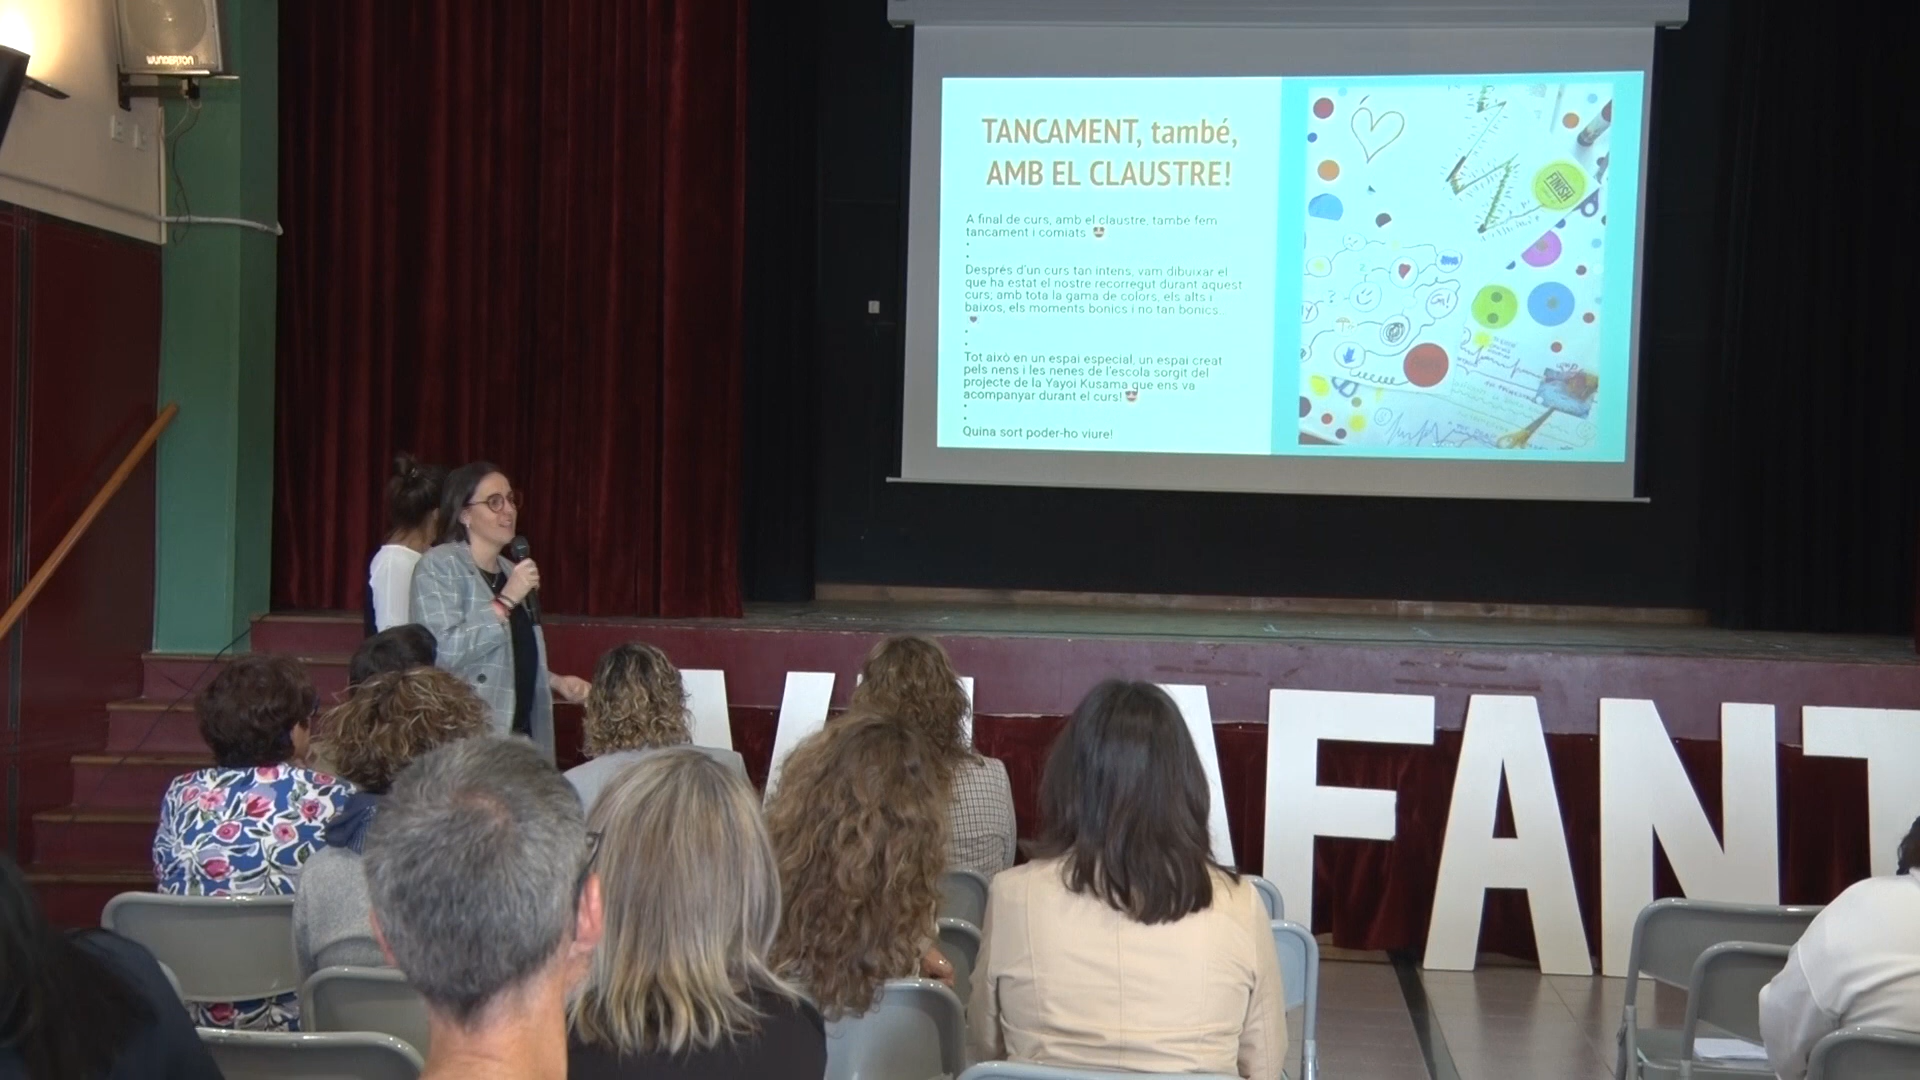 wunderton
TANCAMENT, també,
AMB EL CLAUSTRE!
A final de curs, amb el claustre, també fem
tancament i comiats 😍
•
•
Després d'un curs tan intens, vam dibuixar el
que ha estat el nostre recorregut durant aquest
curs; amb tota la gama de colors, els alts i
baixos, els moments bonics i no tan bonics...
❤
•
•
Tot això en un espai especial, un espai creat
pels nens i les nenes de l'escola sorgit del
projecte de la Yayoi Kusama que ens va
acompanyar durant el curs! 😍
•
•
Quina sort poder-ho viure!
FINISH
AFANT